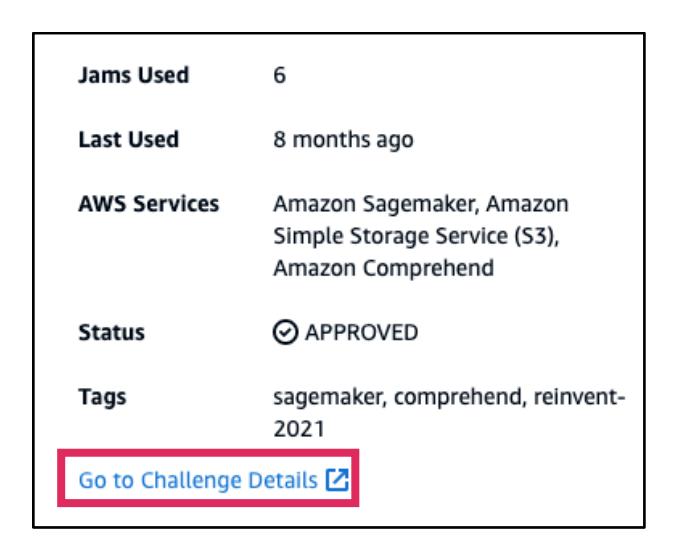 Jams Used 6
Last Used 8 months ago
AWS Services Amazon Sagemaker, Amazon
Simple Storage Service (S3),
Amazon Comprehend
Status APPROVED
Tags sagemaker, comprehend, reinvent-
2021
Go to Challenge Details